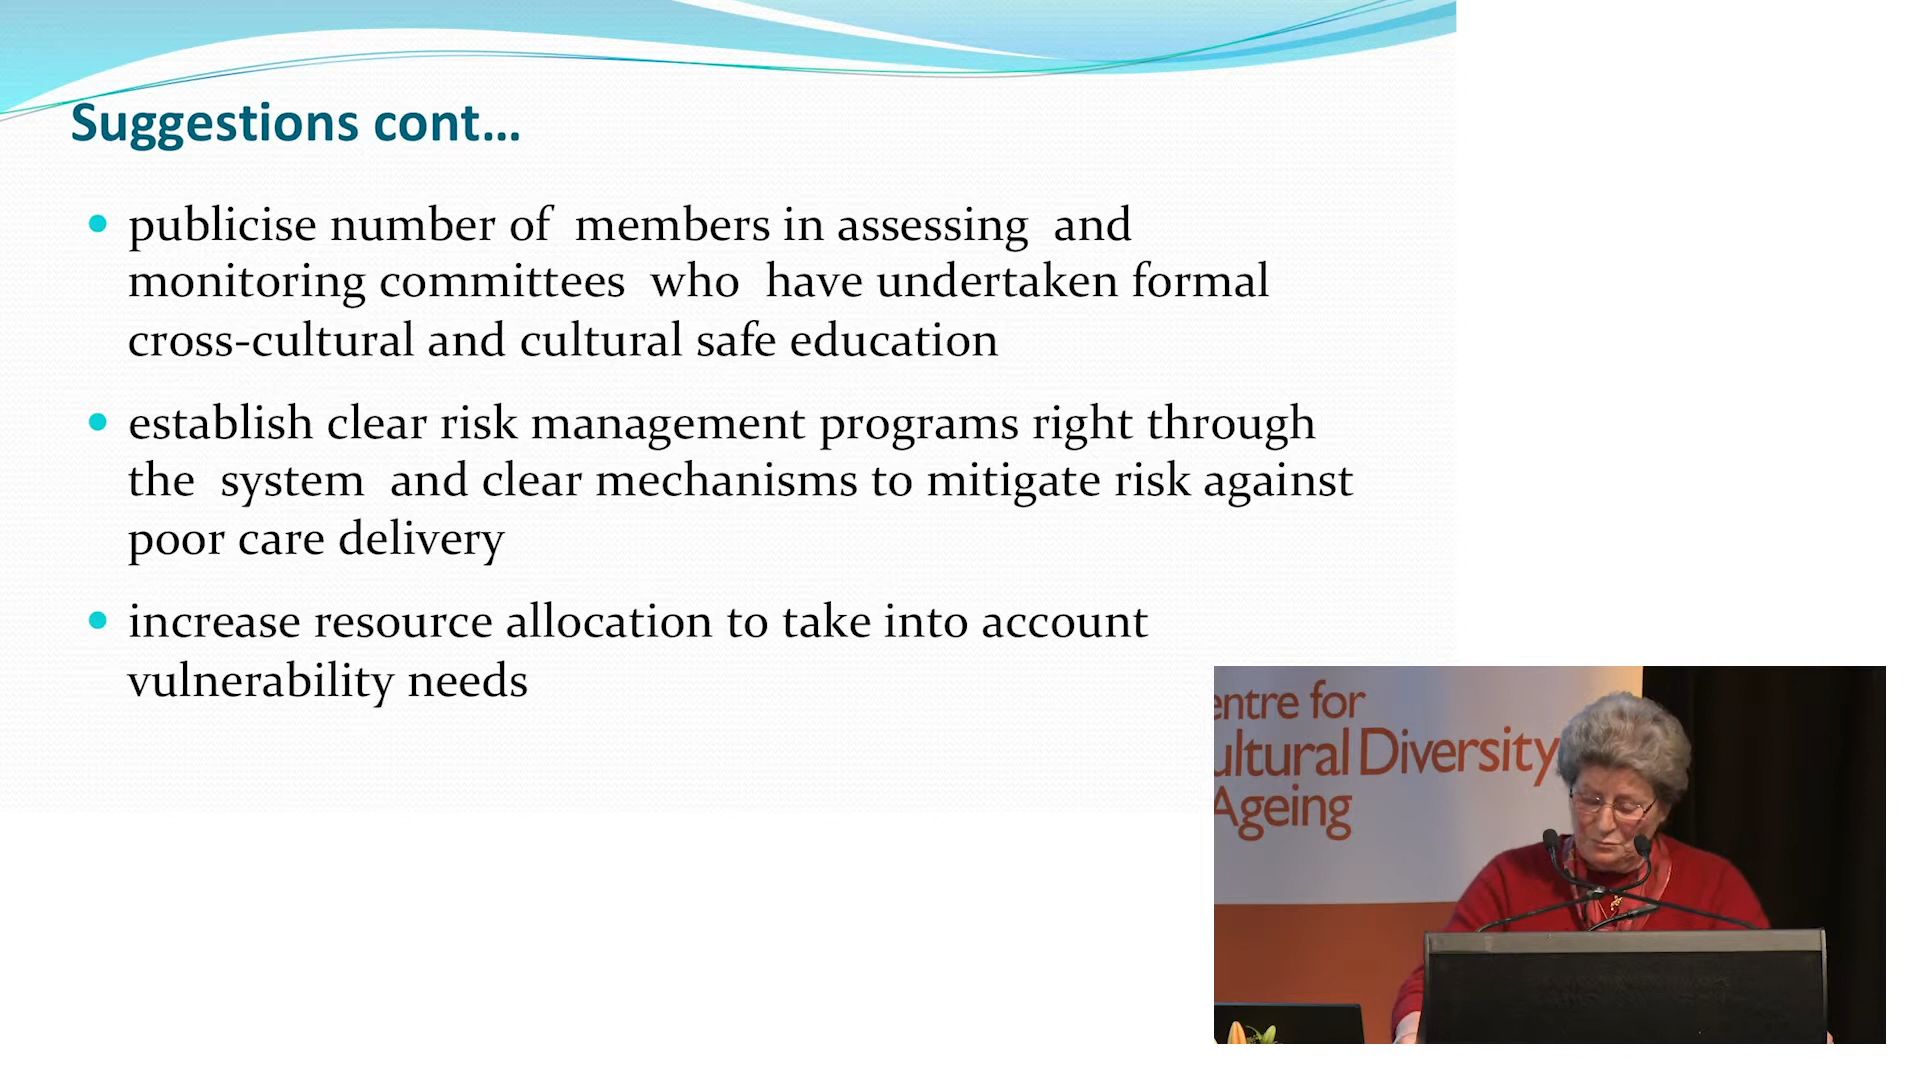 Suggestions cont...
• publicise number of members in assessing and
monitoring committees who have undertaken formal
cross-cultural and cultural safe education
• establish clear risk management programs right through
the system and clear mechanisms to mitigate risk against
poor care delivery
• increase resource allocation to take into account
vulnerability needs
entre for
ultural Diversity
Ageing